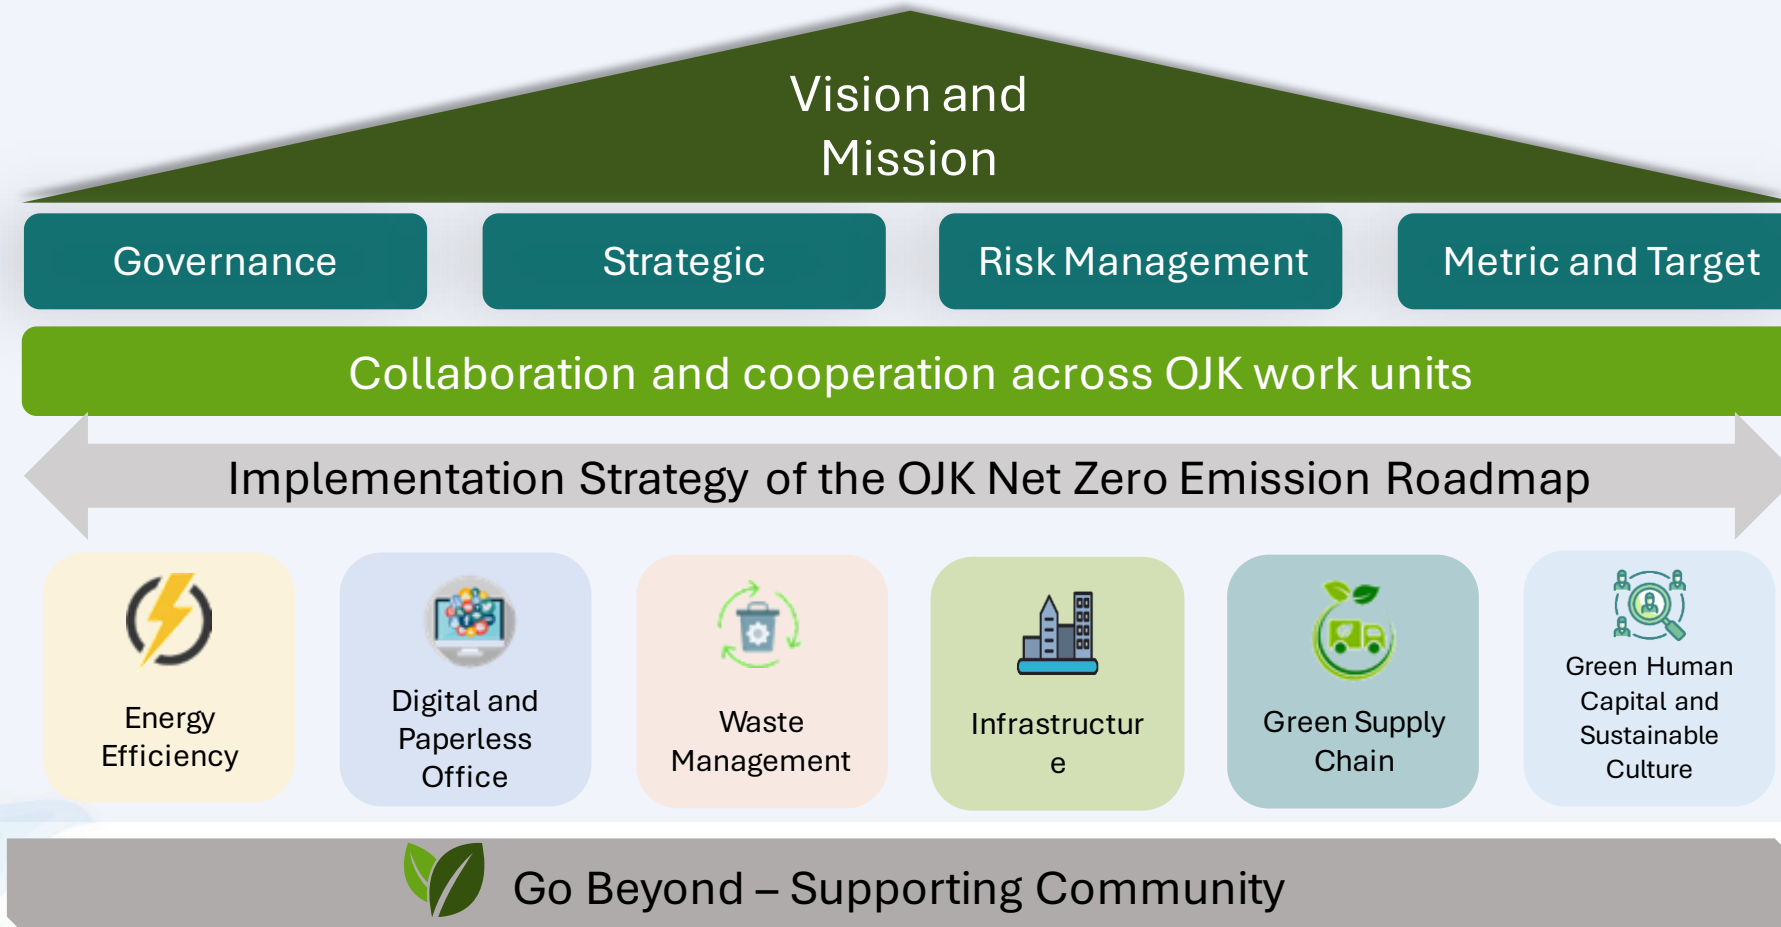 Vision and
Mission
Governance
Strategic
Risk Management
Metric and Target
Collaboration and cooperation across OJK work units
Implementation Strategy of the OJK Net Zero Emission Roadmap
Energy
Efficiency
Digital and
Paperless
Office
Waste
Management
Infrastructur
e
Green Supply
Chain
Green Human
Capital and
Sustainable
Culture
Go Beyond – Supporting Community